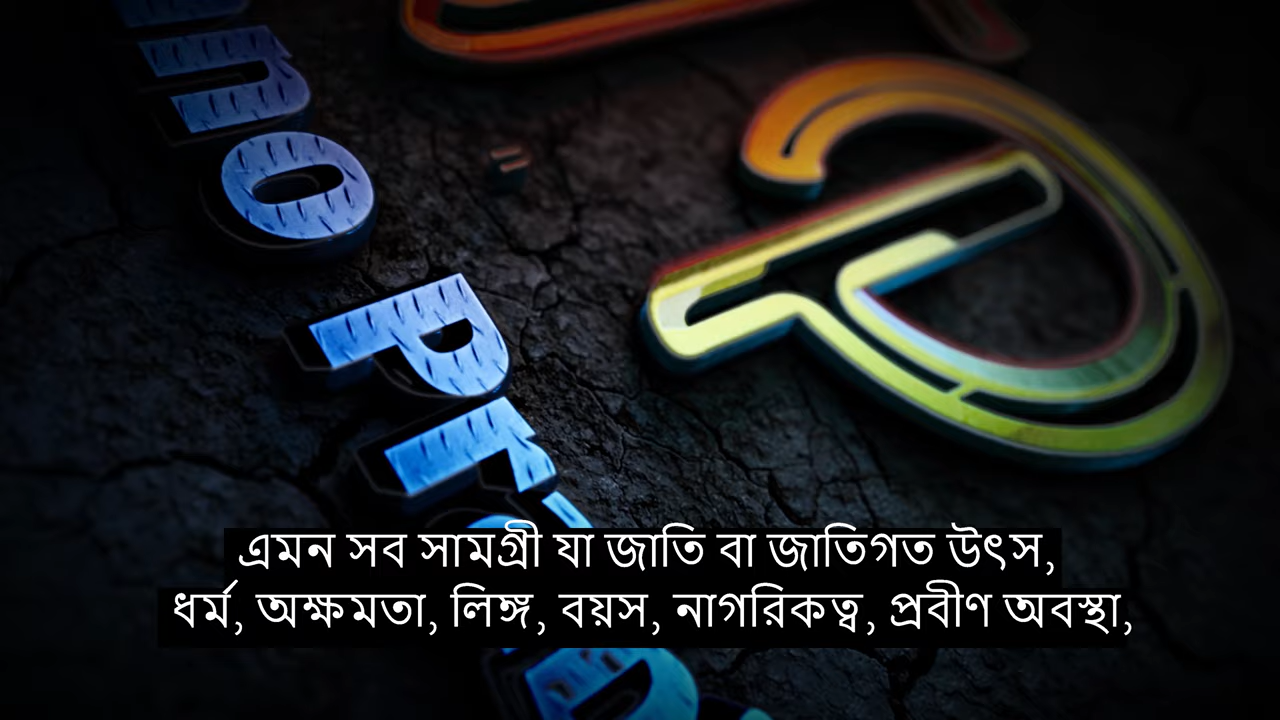 এমন সব সামগ্রী যা জাতি বা জাতিগত উৎস,
ধর্ম, অক্ষমতা, লিঙ্গ, বয়স, নাগরিকত্ব, প্রবীণ অবস্থা,